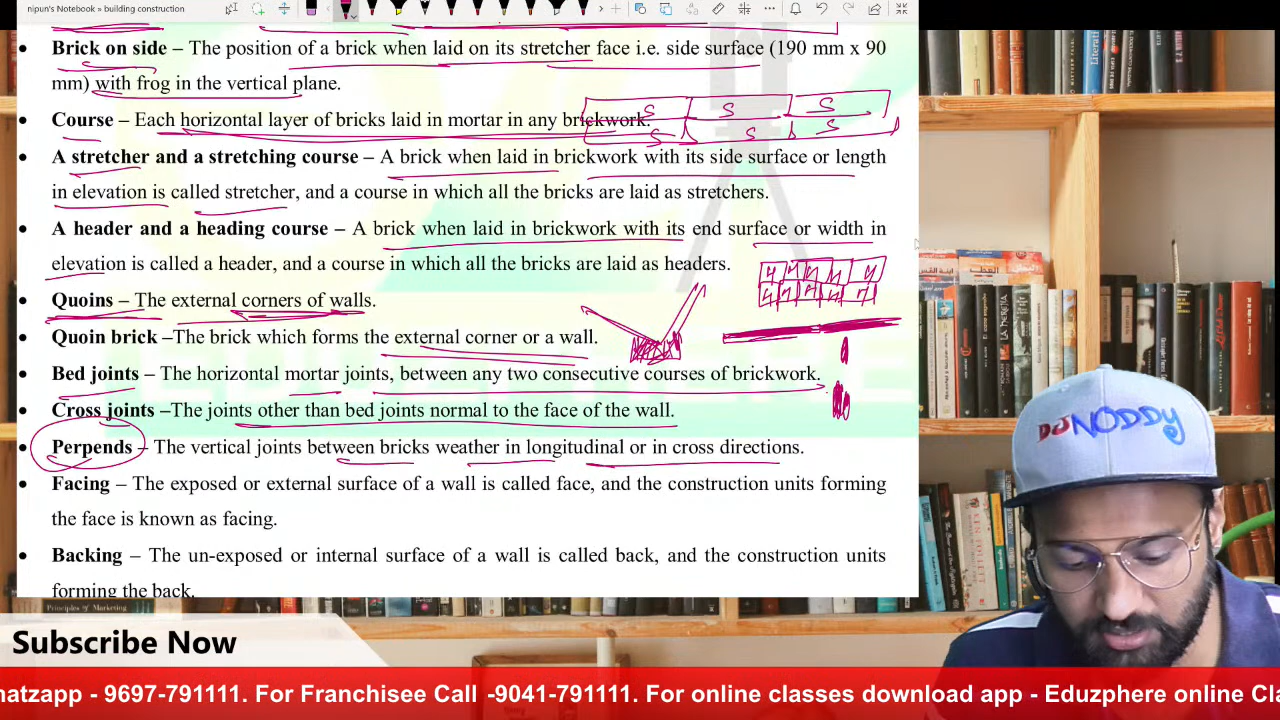 nipun's Notebook » building construction
• Brick on side – The position of a brick when laid on its stretcher face i.e. side surface (190 mm x 90
mm) with frog in the vertical plane.
• Course – Each horizontal layer of bricks laid in mortar in any brickwork.
S S S
S S S
• A stretcher and a stretching course – A brick when laid in brickwork with its side surface or length
in elevation is called stretcher, and a course in which all the bricks are laid as stretchers.
• A header and a heading course – A brick when laid in brickwork with its end surface or width in
elevation is called a header, and a course in which all the bricks are laid as headers.
• Quoins – The external corners of walls.
• Quoin brick –The brick which forms the external corner or a wall.
• Bed joints – The horizontal mortar joints, between any two consecutive courses of brickwork.
• Cross joints –The joints other than bed joints normal to the face of the wall.
• Perpends – The vertical joints between bricks weather in longitudinal or in cross directions.
• Facing – The exposed or external surface of a wall is called face, and the construction units forming
the face is known as facing.
• Backing – The un-exposed or internal surface of a wall is called back, and the construction units
forming the back.
DJ NODDY
LA HERIA
Principles of Marketing
Subscribe Now
hatzapp - 9697-791111. For Franchisee Call -9041-791111. For online classes download app - Eduzphere online Cla